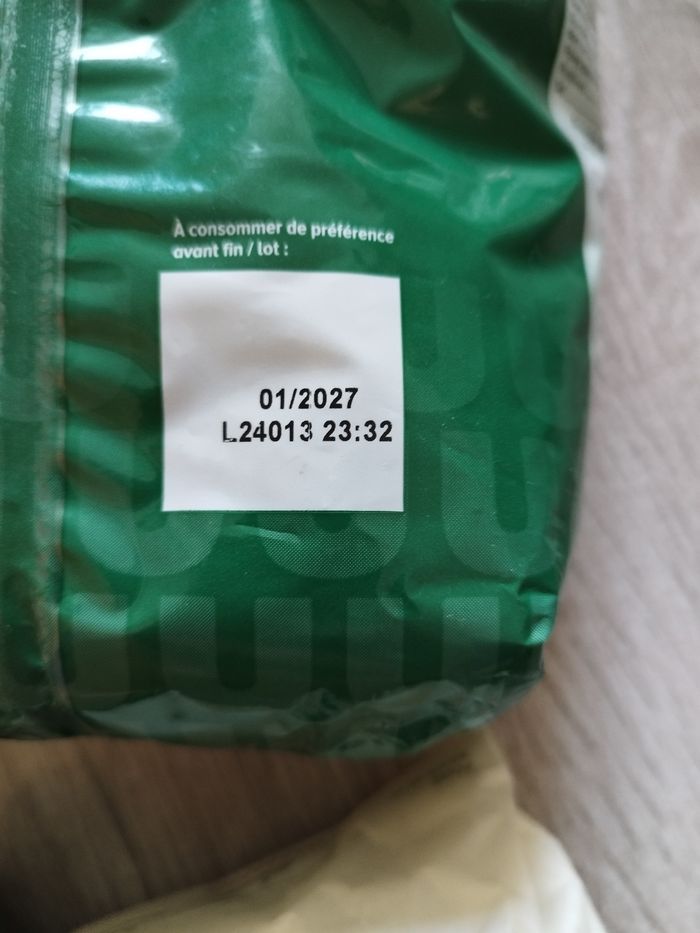 À consommer de préférence
avant fin / lot :
01/2027
L24013 23:32